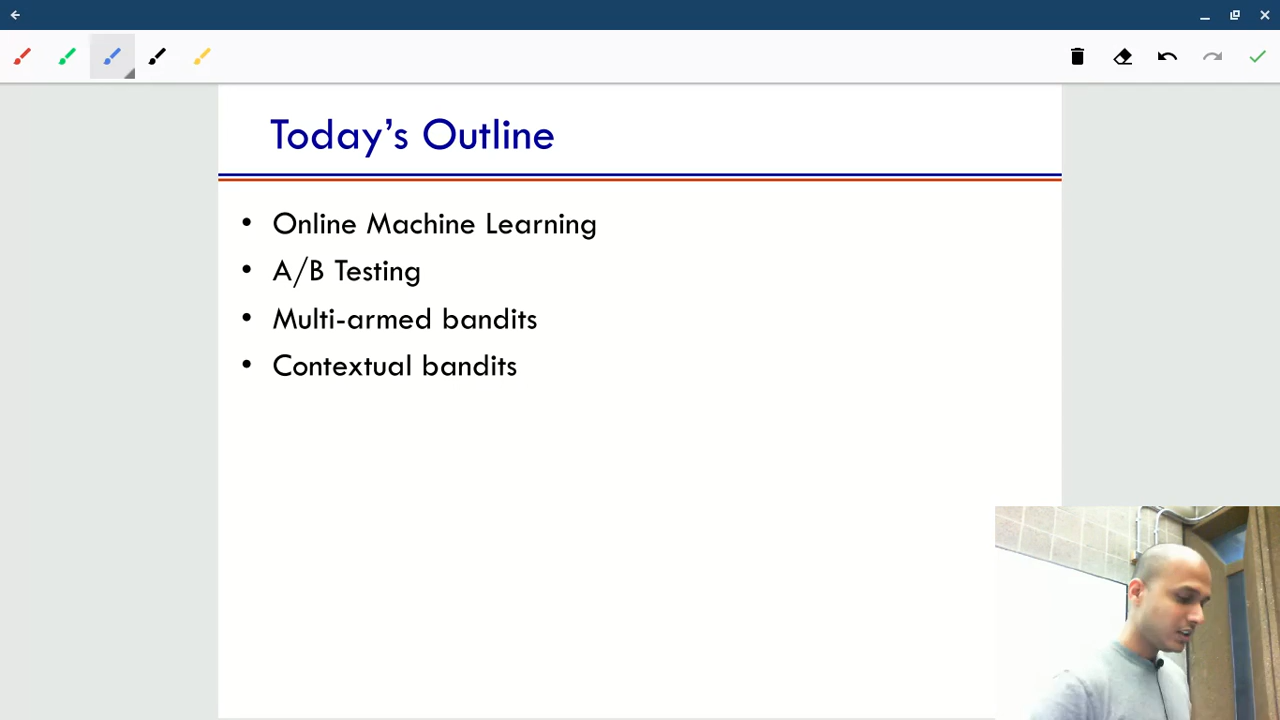 Today’s Outline
• Online Machine Learning
• A/B Testing
• Multi-armed bandits
• Contextual bandits